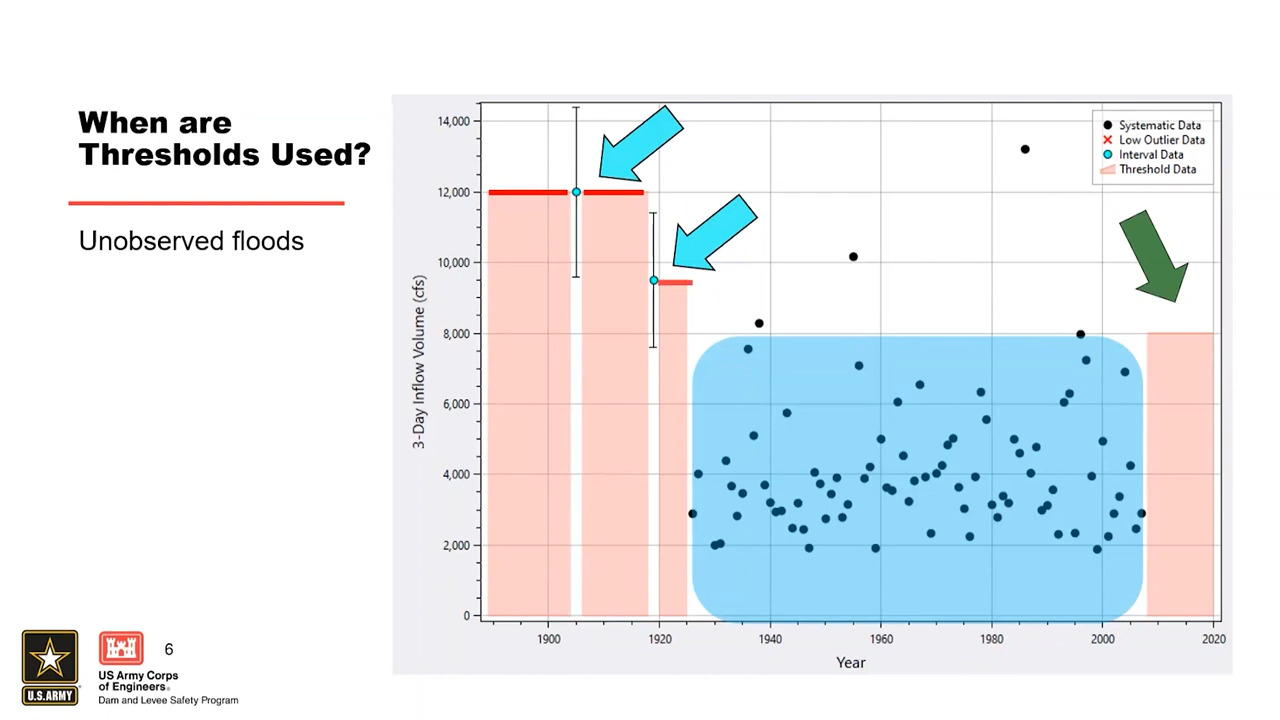 When are
Thresholds Used?
Unobserved floods
14,000
12,000
10,000
8,000
6,000
4,000
2,000
0
3-Day Inflow Volume (cfs)
1900
1920
1940
1960
1980
2000
2020
Year
Systematic Data
Low Outlier Data
Interval Data
Threshold Data
U.S.ARMY
US Army Corps
of Engineers®
Dam and Levee Safety Program
6